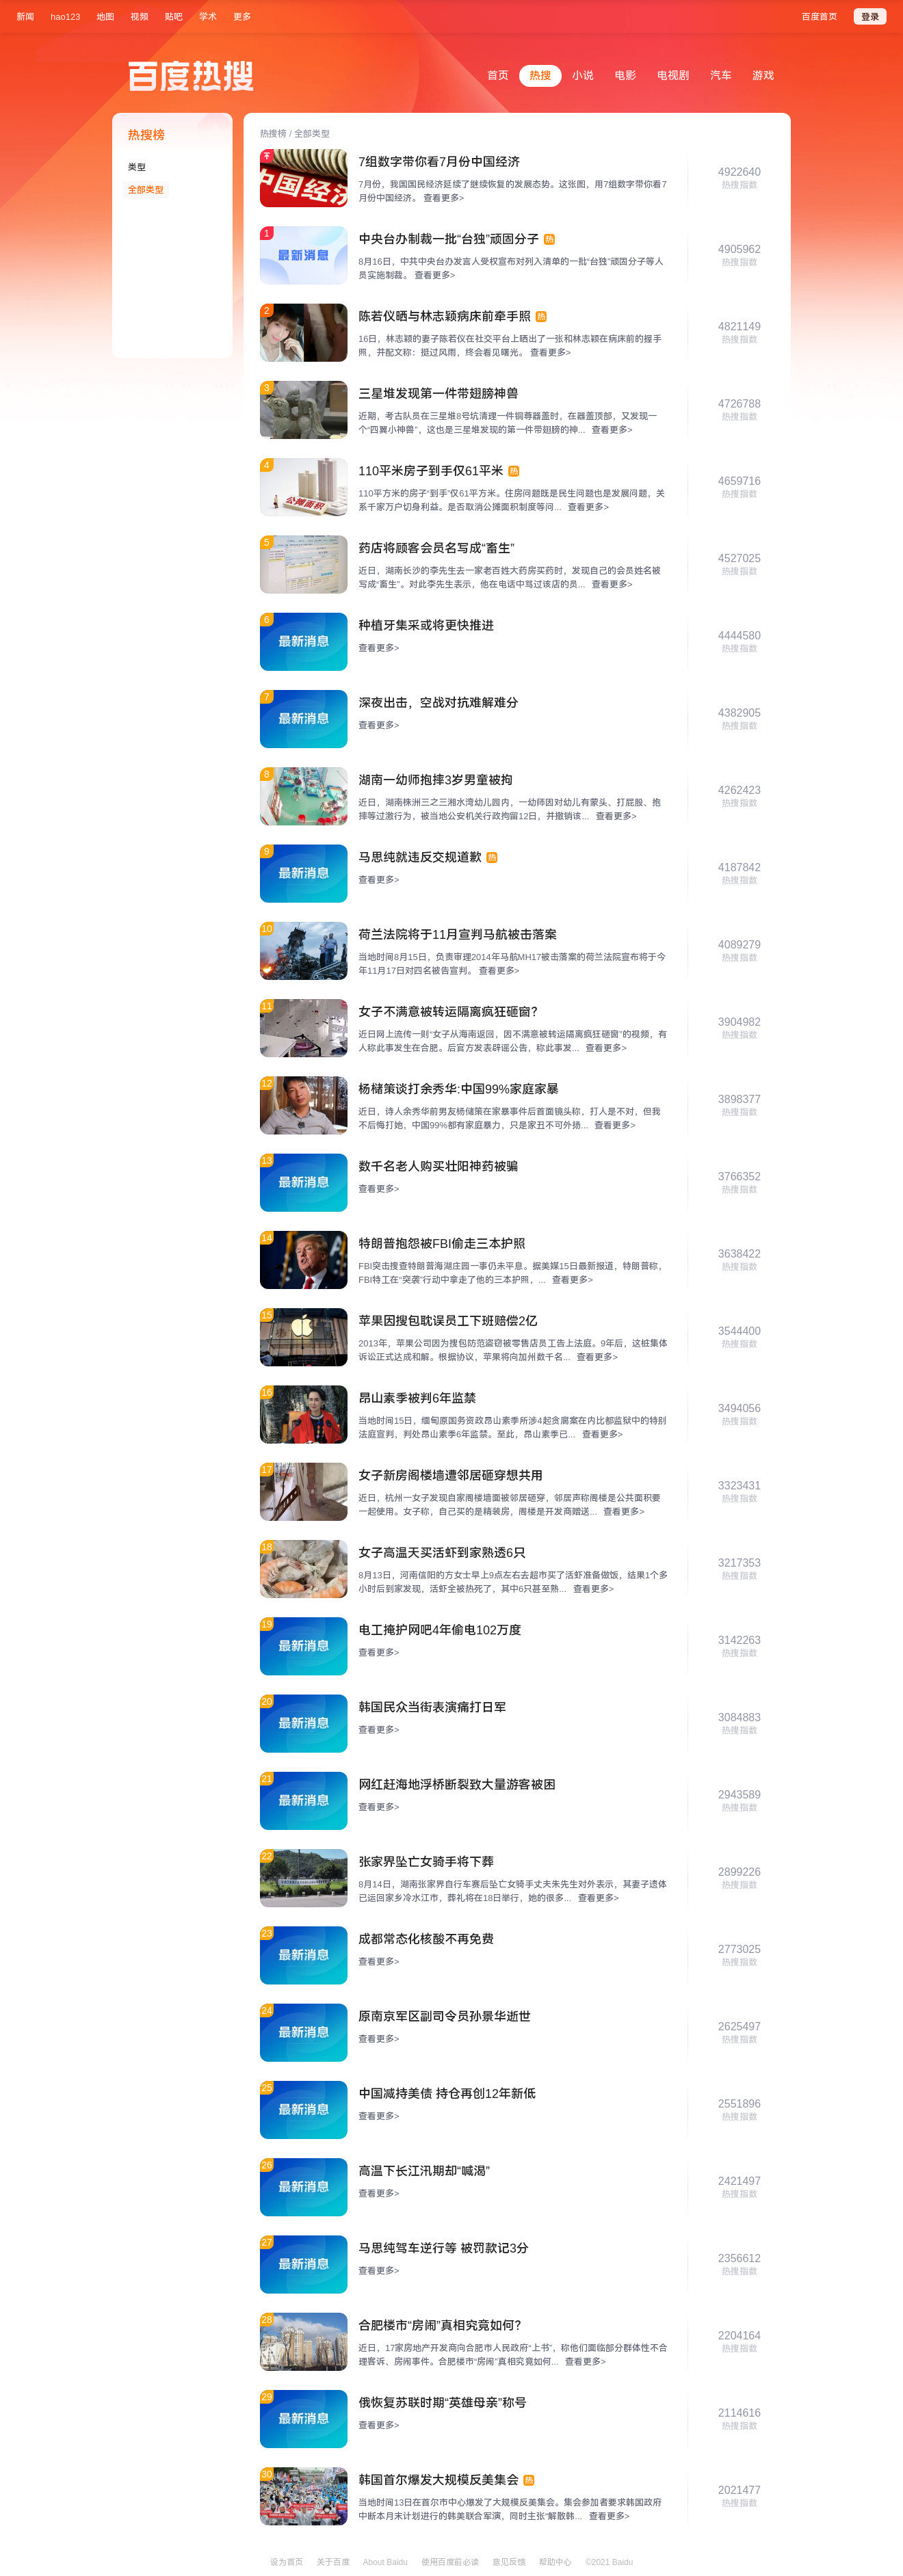 新闻 hao123 地图 视频 贴吧 学术 更多 百度首页 登录
百度热搜
首页 热搜 小说 电影 电视剧 汽车 游戏
热搜榜
类型
全部类型
热搜榜 / 全部类型
中国经济
7组数字带你看7月份中国经济
7月份，我国国民经济延续了继续恢复的发展态势。这张图，用7组数字带你看7
月份中国经济。 查看更多>
4922640
热搜指数
1
最新消息
中央台办制裁一批“台独”顽固分子 热
8月16日，中共中央台办发言人受权宣布对列入清单的一批“台独”顽固分子等人
员实施制裁。 查看更多>
4905962
热搜指数
2
陈若仪晒与林志颖病床前牵手照 热
16日，林志颖的妻子陈若仪在社交平台上晒出了一张和林志颖在病床前的握手
照，并配文称：挺过风雨，终会看见曙光。 查看更多>
4821149
热搜指数
3
三星堆发现第一件带翅膀神兽
近期，考古队员在三星堆8号坑清理一件铜尊器盖时，在器盖顶部，又发现一
个“四翼小神兽”，这也是三星堆发现的第一件带翅膀的神... 查看更多>
4726788
热搜指数
4
公摊面积
110平米房子到手仅61平米 热
110平方米的房子“到手”仅61平方米。住房问题既是民生问题也是发展问题，关
系千家万户切身利益。是否取消公摊面积制度等问... 查看更多>
4659716
热搜指数
5
药店将顾客会员名写成“畜生”
近日，湖南长沙的李先生去一家老百姓大药房买药时，发现自己的会员姓名被
写成“畜生”。对此李先生表示，他在电话中骂过该店的员... 查看更多>
4527025
热搜指数
6
最新消息
种植牙集采或将更快推进
查看更多>
4444580
热搜指数
7
最新消息
深夜出击，空战对抗难解难分
查看更多>
4382905
热搜指数
8
湖南一幼师抱摔3岁男童被拘
近日，湖南株洲三之三湘水湾幼儿园内，一幼师因对幼儿有蒙头、打屁股、抱
摔等过激行为，被当地公安机关行政拘留12日，并撤销该... 查看更多>
4262423
热搜指数
9
最新消息
马思纯就违反交规道歉 热
查看更多>
4187842
热搜指数
10
荷兰法院将于11月宣判马航被击落案
当地时间8月15日，负责审理2014年马航MH17被击落案的荷兰法院宣布将于今
年11月17日对四名被告宣判。 查看更多>
4089279
热搜指数
11
女子不满意被转运隔离疯狂砸窗？
近日网上流传一则“女子从海南返回，因不满意被转运隔离疯狂砸窗”的视频，有
人称此事发生在合肥。后官方发表辟谣公告，称此事发... 查看更多>
3904982
热搜指数
12
杨槠策谈打余秀华:中国99%家庭家暴
近日，诗人余秀华前男友杨储策在家暴事件后首面镜头称，打人是不对，但我
不后悔打她，中国99%都有家庭暴力，只是家丑不可外扬... 查看更多>
3898377
热搜指数
13
最新消息
数千名老人购买壮阳神药被骗
查看更多>
3766352
热搜指数
14
特朗普抱怨被FBI偷走三本护照
FBI突击搜查特朗普海湖庄园一事仍未平息。据美媒15日最新报道，特朗普称，
FBI特工在“突袭”行动中拿走了他的三本护照，... 查看更多>
3638422
热搜指数
15
苹果因搜包耽误员工下班赔偿2亿
2013年，苹果公司因为搜包防范盗窃被零售店员工告上法庭。9年后，这桩集体
诉讼正式达成和解。根据协议，苹果将向加州数千名... 查看更多>
3544400
热搜指数
16
昂山素季被判6年监禁
当地时间15日，缅甸原国务资政昂山素季所涉4起贪腐案在内比都监狱中的特别
法庭宣判，判处昂山素季6年监禁。至此，昂山素季已... 查看更多>
3494056
热搜指数
17
女子新房阁楼墙遭邻居砸穿想共用
近日，杭州一女子发现自家阁楼墙面被邻居砸穿，邻居声称阁楼是公共面积要
一起使用。女子称，自己买的是精装房，阁楼是开发商赠送... 查看更多>
3323431
热搜指数
18
女子高温天买活虾到家熟透6只
8月13日，河南信阳的方女士早上9点左右去超市买了活虾准备做饭，结果1个多
小时后到家发现，活虾全被热死了，其中6只甚至熟... 查看更多>
3217353
热搜指数
19
最新消息
电工掩护网吧4年偷电102万度
查看更多>
3142263
热搜指数
20
最新消息
韩国民众当街表演痛打日军
查看更多>
3084883
热搜指数
21
最新消息
网红赶海地浮桥断裂致大量游客被困
查看更多>
2943589
热搜指数
22
张家界坠亡女骑手将下葬
8月14日，湖南张家界自行车赛后坠亡女骑手丈夫朱先生对外表示，其妻子遗体
已运回家乡冷水江市，葬礼将在18日举行，她的很多... 查看更多>
2899226
热搜指数
23
最新消息
成都常态化核酸不再免费
查看更多>
2773025
热搜指数
24
最新消息
原南京军区副司令员孙景华逝世
查看更多>
2625497
热搜指数
25
最新消息
中国减持美债 持仓再创12年新低
查看更多>
2551896
热搜指数
26
最新消息
高温下长江汛期却“喊渴”
查看更多>
2421497
热搜指数
27
最新消息
马思纯驾车逆行等 被罚款记3分
查看更多>
2356612
热搜指数
28
合肥楼市“房闹”真相究竟如何？
近日，17家房地产开发商向合肥市人民政府“上书”，称他们面临部分群体性不合
理客诉、房闹事件。合肥楼市“房闹”真相究竟如何... 查看更多>
2204164
热搜指数
29
最新消息
俄恢复苏联时期“英雄母亲”称号
查看更多>
2114616
热搜指数
30
韩国首尔爆发大规模反美集会 热
当地时间13日在首尔市中心爆发了大规模反美集会。集会参加者要求韩国政府
中断本月末计划进行的韩美联合军演，同时主张“解散韩... 查看更多>
2021477
热搜指数
设为首页 关于百度 About Baidu 使用百度前必读 意见反馈 帮助中心 ©2021 Baidu